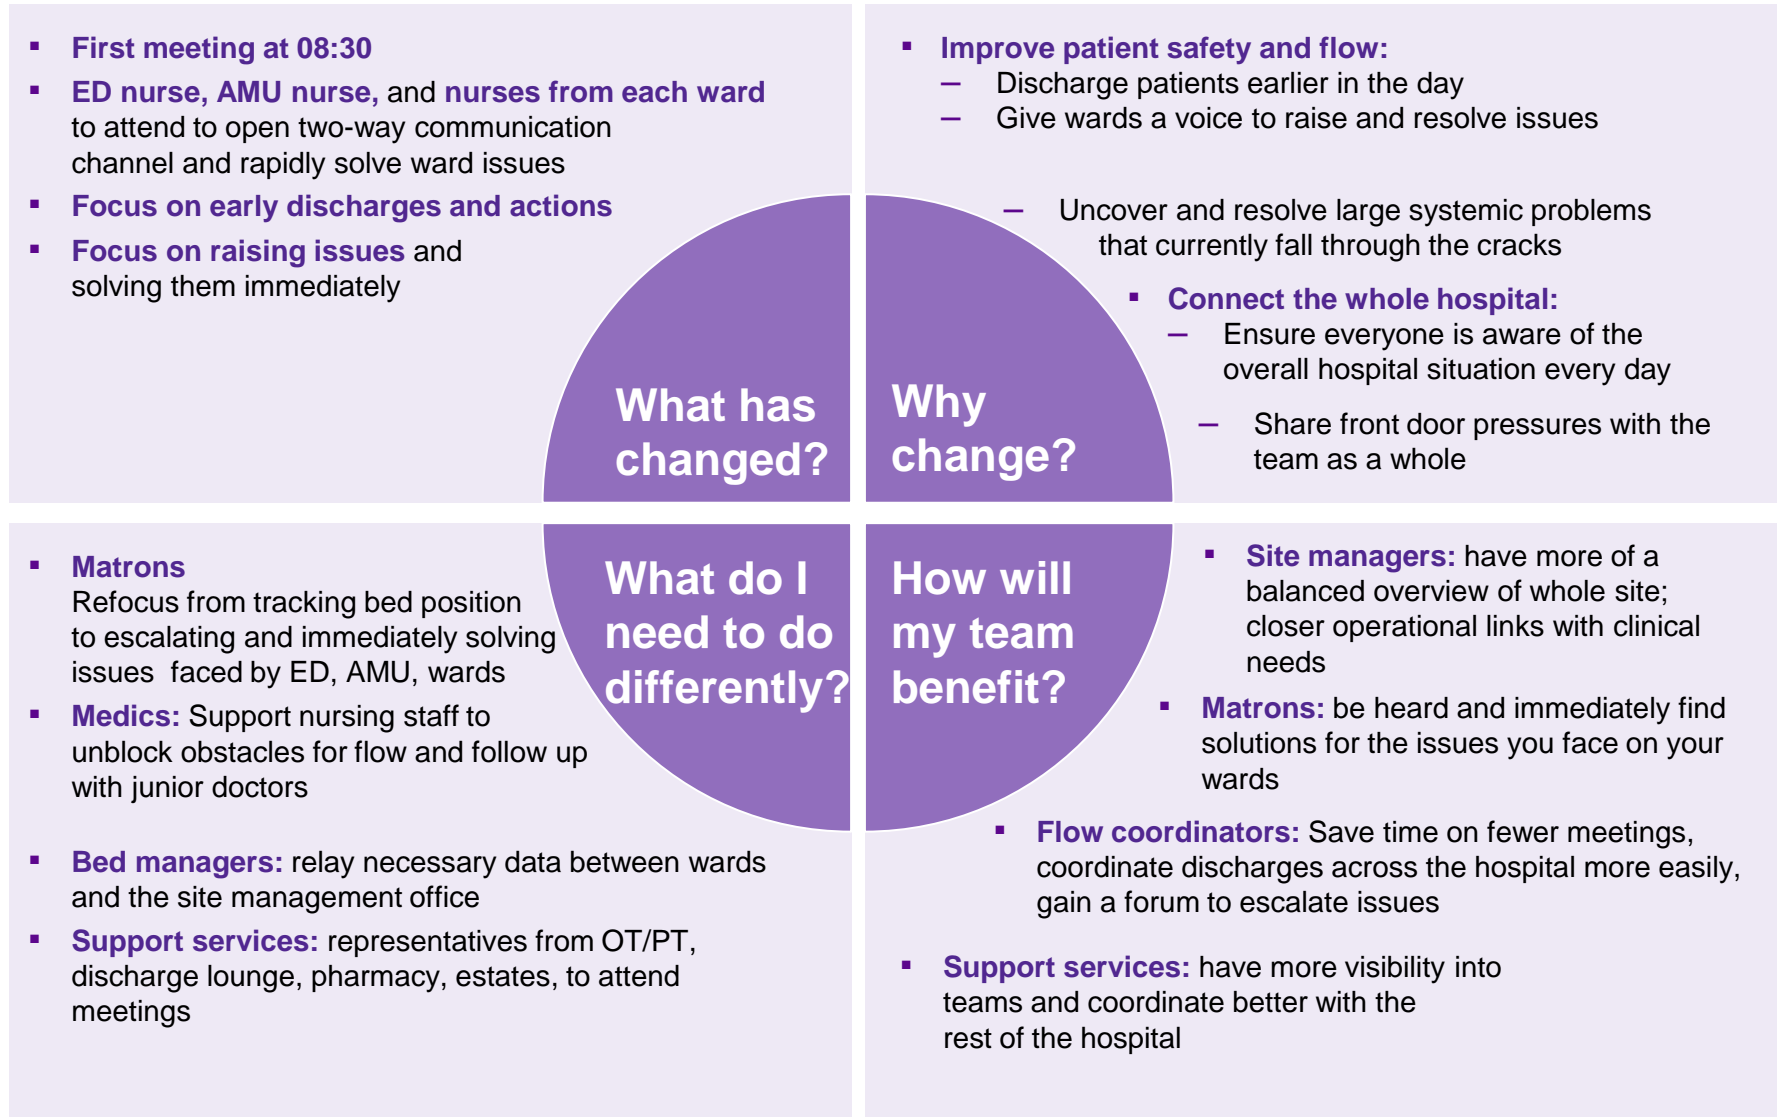 ▪ First meeting at 08:30
▪ ED nurse, AMU nurse, and nurses from each ward
to attend to open two-way communication
channel and rapidly solve ward issues
▪ Focus on early discharges and actions
▪ Focus on raising issues and
solving them immediately
What has
changed?
▪ Improve patient safety and flow:
– Discharge patients earlier in the day
– Give wards a voice to raise and resolve issues
– Uncover and resolve large systemic problems
that currently fall through the cracks
▪ Connect the whole hospital:
– Ensure everyone is aware of the
overall hospital situation every day
– Share front door pressures with the
team as a whole
Why
change?
▪ Matrons
Refocus from tracking bed position
to escalating and immediately solving
issues  faced by ED, AMU, wards
▪ Medics: Support nursing staff to
unblock obstacles for flow and follow up
with junior doctors
▪ Bed managers: relay necessary data between wards
and the site management office
▪ Support services: representatives from OT/PT,
discharge lounge, pharmacy, estates, to attend
meetings
What do I
need to do
differently?
How will
my team
benefit?
▪ Site managers: have more of a
balanced overview of whole site;
closer operational links with clinical
needs
▪ Matrons: be heard and immediately find
solutions for the issues you face on your
wards
▪ Flow coordinators: Save time on fewer meetings,
coordinate discharges across the hospital more easily,
gain a forum to escalate issues
▪ Support services: have more visibility into
teams and coordinate better with the
rest of the hospital